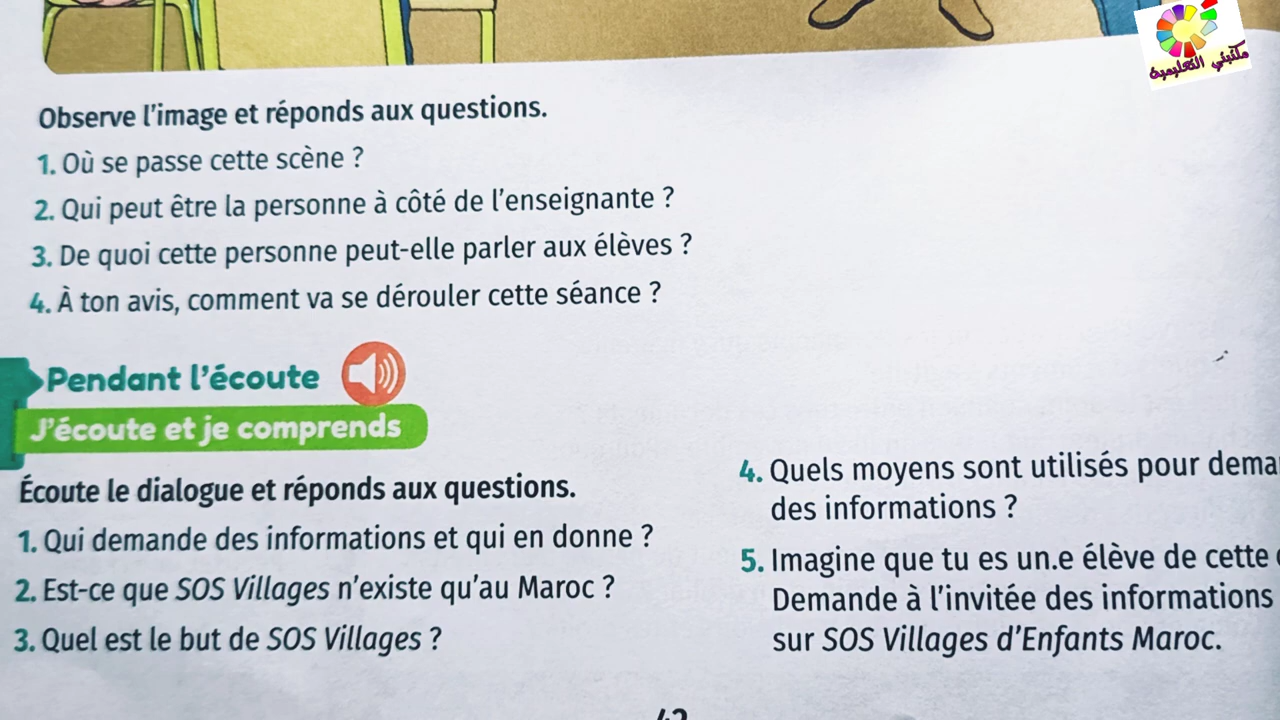 مكتبتي التعليمية
Observe l'image et réponds aux questions.
1. Où se passe cette scène ?
2. Qui peut être la personne à côté de l'enseignante ?
3. De quoi cette personne peut-elle parler aux élèves ?
4. À ton avis, comment va se dérouler cette séance ?
Pendant l'écoute
J'écoute et je comprends
Écoute le dialogue et réponds aux questions.
1. Qui demande des informations et qui en donne ?
2. Est-ce que SOS Villages n'existe qu'au Maroc ?
3. Quel est le but de SOS Villages ?
4. Quels moyens sont utilisés pour
des informations ?
5. Imagine que tu es un.e élève de cette
Demande à l'invitée des informations
sur SOS Villages d'Enfants Maroc.